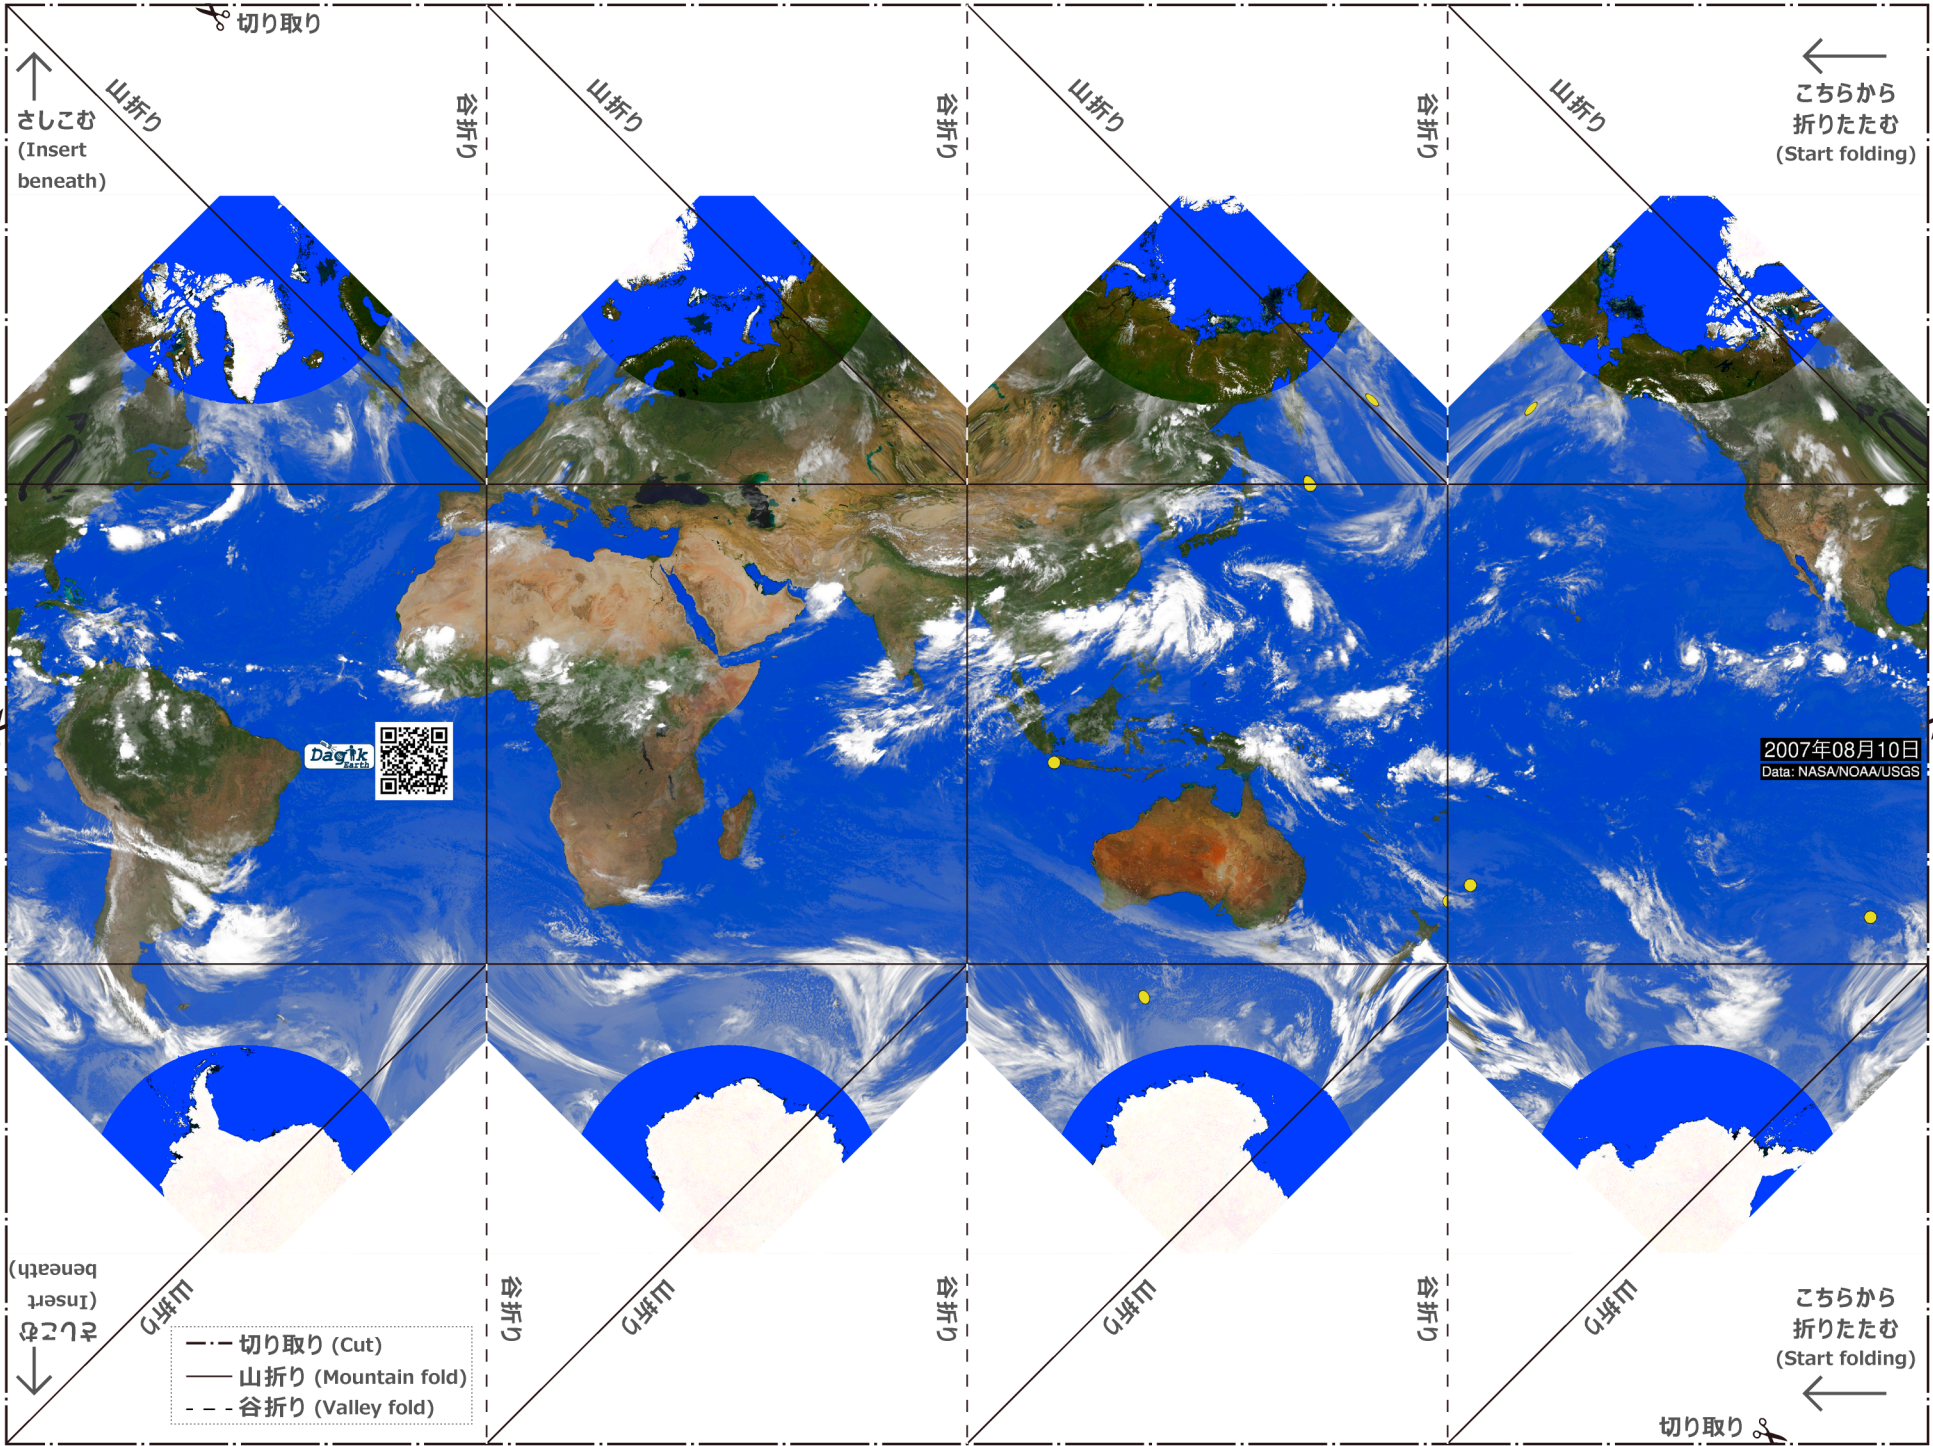 切り取り
さしこむ
(Insert
beneath)
山折り
谷折り
山折り
谷折り
山折り
谷折り
山折り
こちらから
折りたたむ
(Start folding)
Dagik
Earth
2007年08月10日
Data: NASA/NOAA/USGS
さしこむ
(Insert
beneath)
山折り
谷折り
山折り
谷折り
山折り
谷折り
山折り
こちらから
折りたたむ
(Start folding)
切り取り (Cut)
山折り (Mountain fold)
谷折り (Valley fold)
切り取り